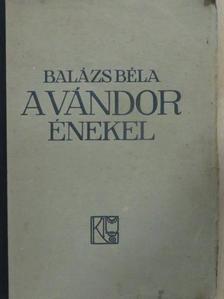 BALÁZS BÉLA
A VÁNDOR
ÉNEKEL